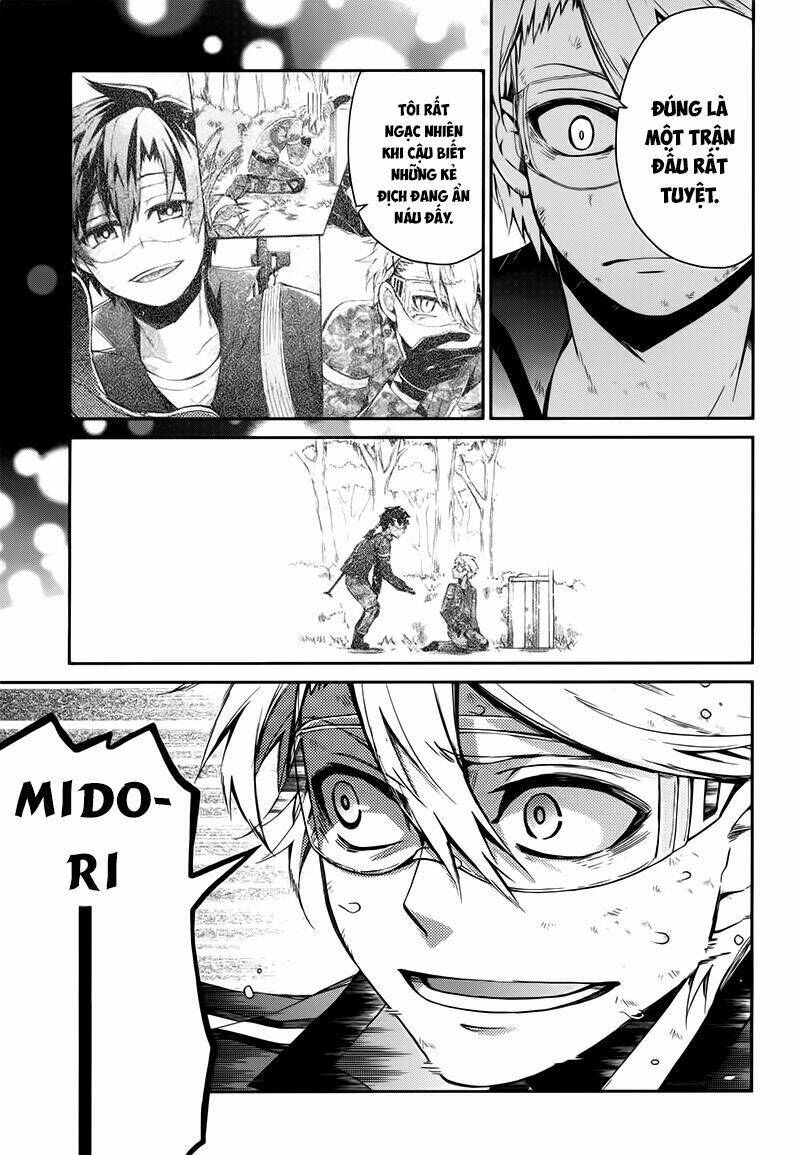 ĐÚNG LÀ
MỘT TRẬN
ĐẤU RẤT
TUYỆT.
TÔI RẤT
NGẠC NHIÊN
KHI CẬU BIẾT
NHỮNG KẺ
ĐỊCH ĐANG ẨN
NÁU ĐẤY.
MIDO-
RI